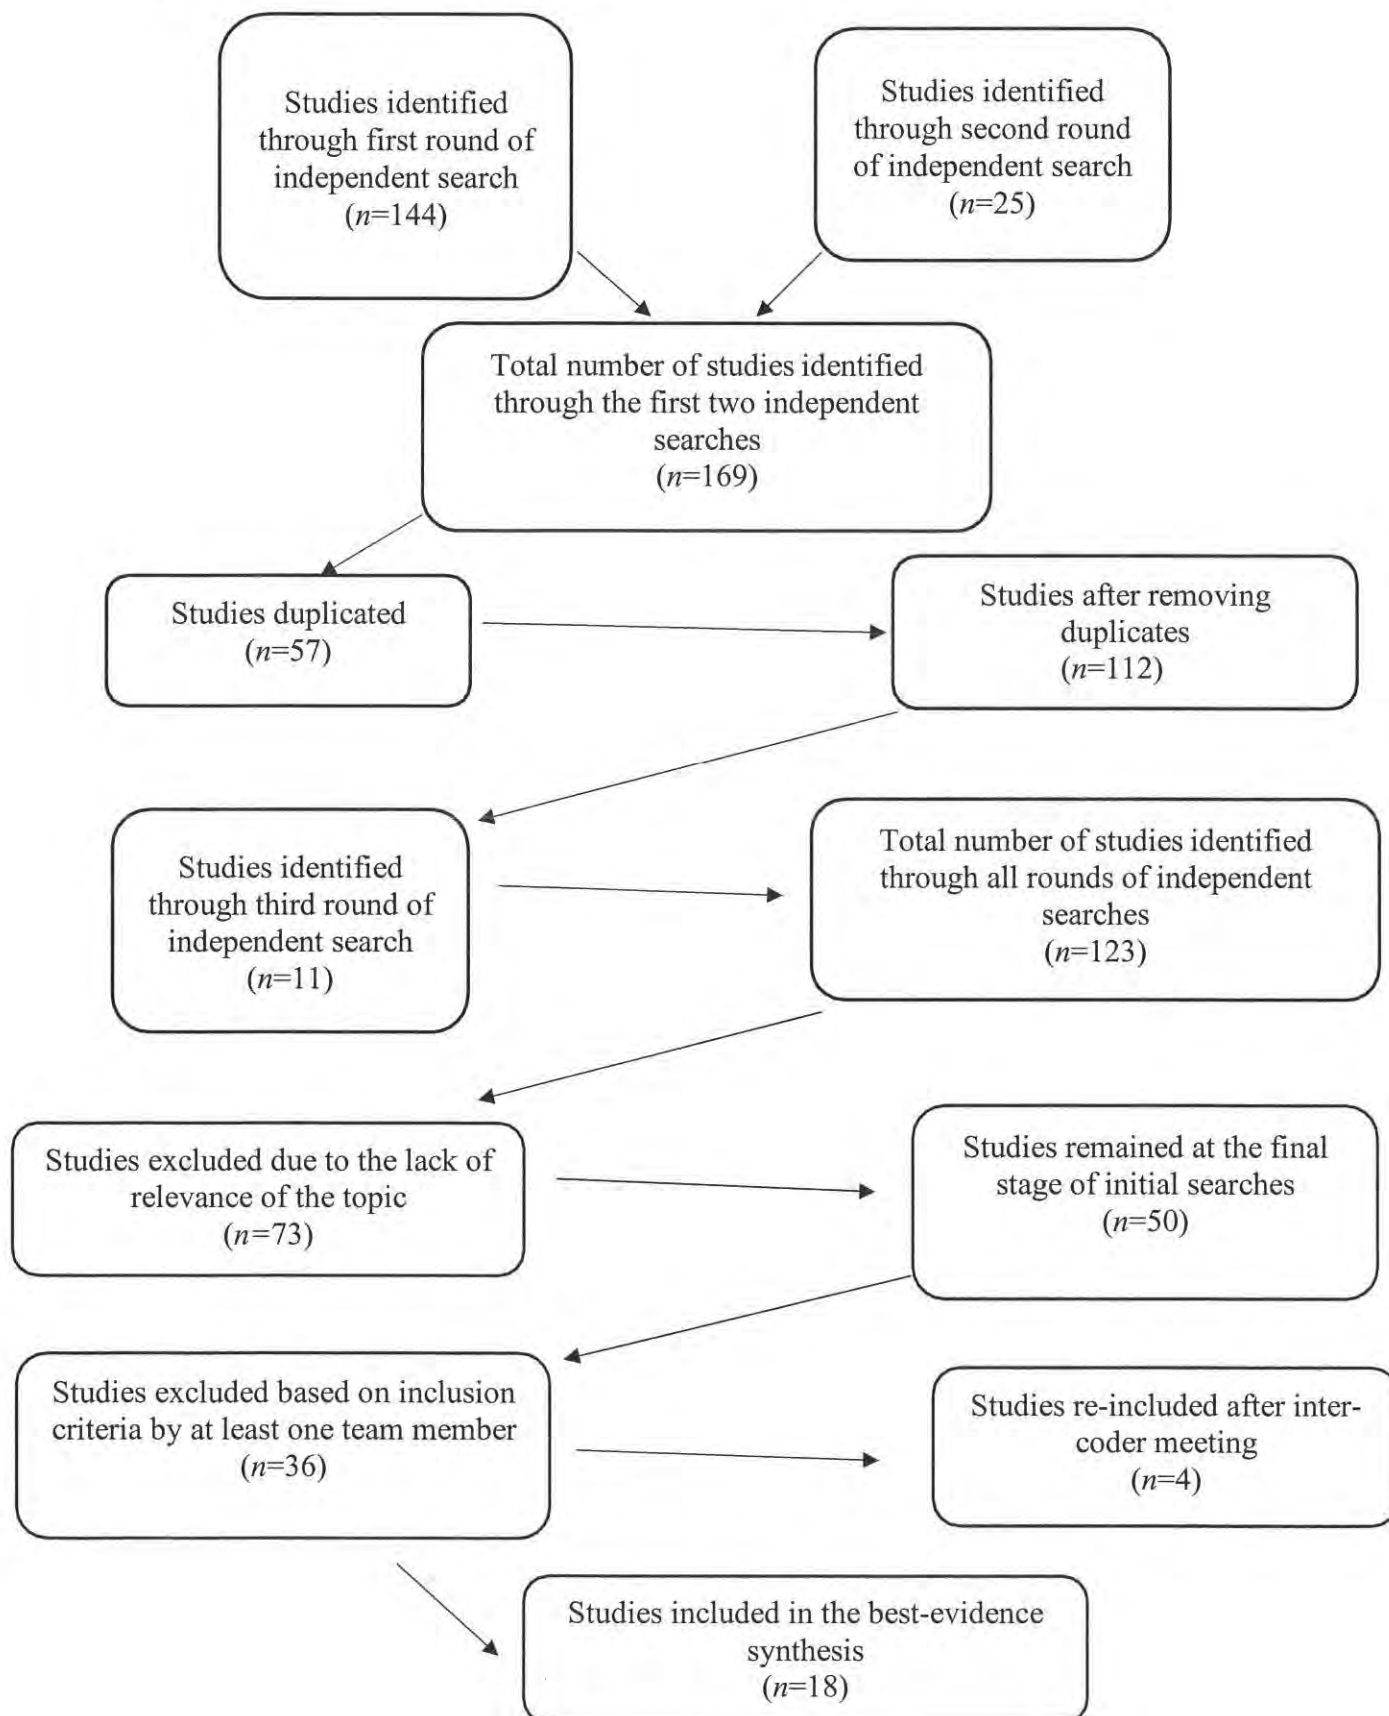 Studies identified
through first round of
independent search
(n=144)
Studies identified
through second round
of independent search
(n=25)
Total number of studies identified
through the first two independent
searches
(n=169)
Studies duplicated
(n=57)
Studies after removing
duplicates
(n=112)
Studies identified
through third round of
independent search
(n=11)
Total number of studies identified
through all rounds of independent
searches
(n=123)
Studies excluded due to the lack of
relevance of the topic
(n=73)
Studies remained at the final
stage of initial searches
(n=50)
Studies excluded based on inclusion
criteria by at least one team member
(n=36)
Studies re-included after inter-
coder meeting
(n=4)
Studies included in the best-evidence
synthesis
(n=18)